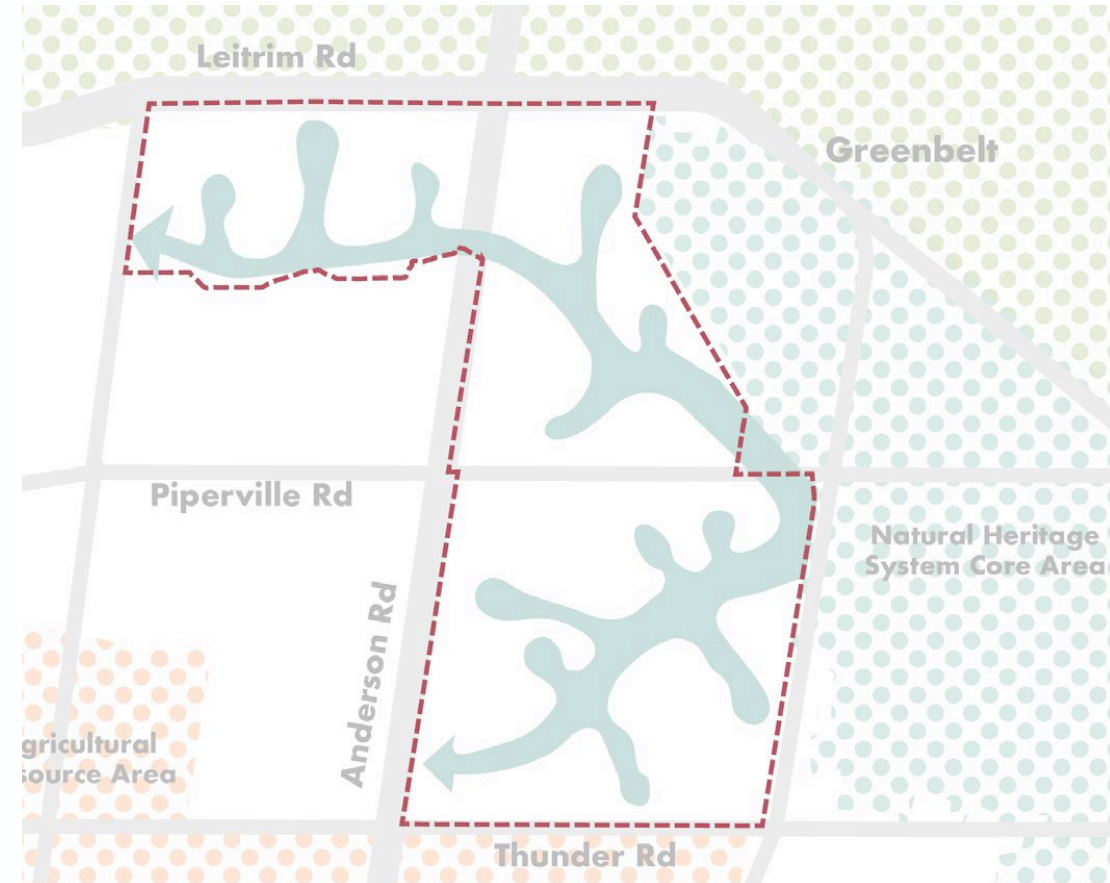 Leitrim Rd
Greenbelt
Piperville Rd
Natural Heritage
System Core Area
Anderson Rd
gricultural
source Area
Thunder Rd